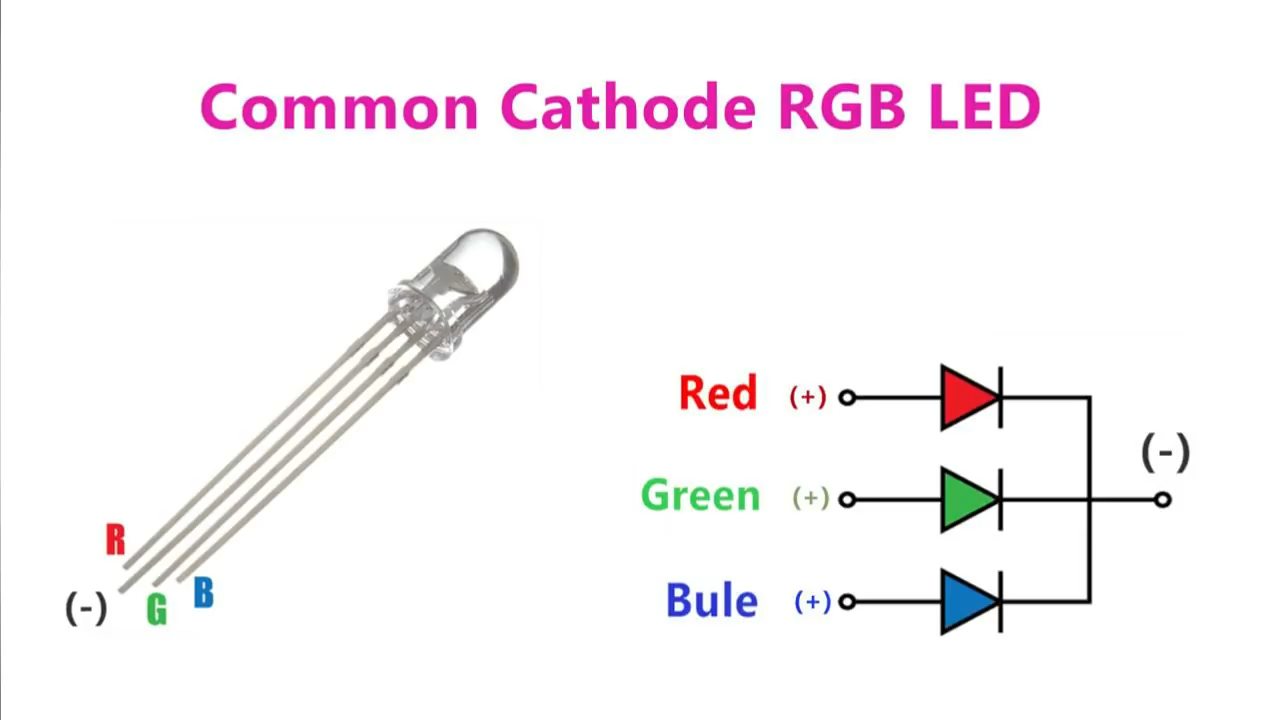 Common Cathode RGB LED
R
(-)
G
B
Red (+)
Green (+)
Bule (+)
(-)